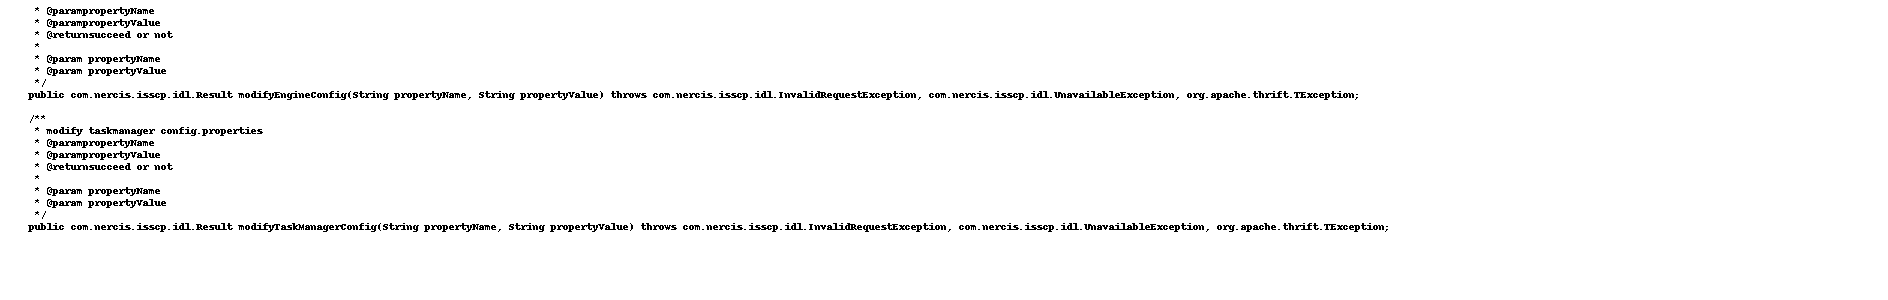 * @parampropertyName
* @parampropertyValue
* @returnsucceed or not
*
* @param propertyName
* @param propertyValue
*/
public com.nercis.isscp.idl.Result modifyEngineConfig(String propertyName, String propertyValue) throws com.nercis.isscp.idl.InvalidRequestException, com.nercis.isscp.idl.UnavailableException, org.apache.thrift.TException;
/**
* modify taskmanager config.properties
* @parampropertyName
* @parampropertyValue
* @returnsucceed or not
*
* @param propertyName
* @param propertyValue
*/
public com.nercis.isscp.idl.Result modifyTaskManagerConfig(String propertyName, String propertyValue) throws com.nercis.isscp.idl.InvalidRequestException, com.nercis.isscp.idl.UnavailableException, org.apache.thrift.TException;